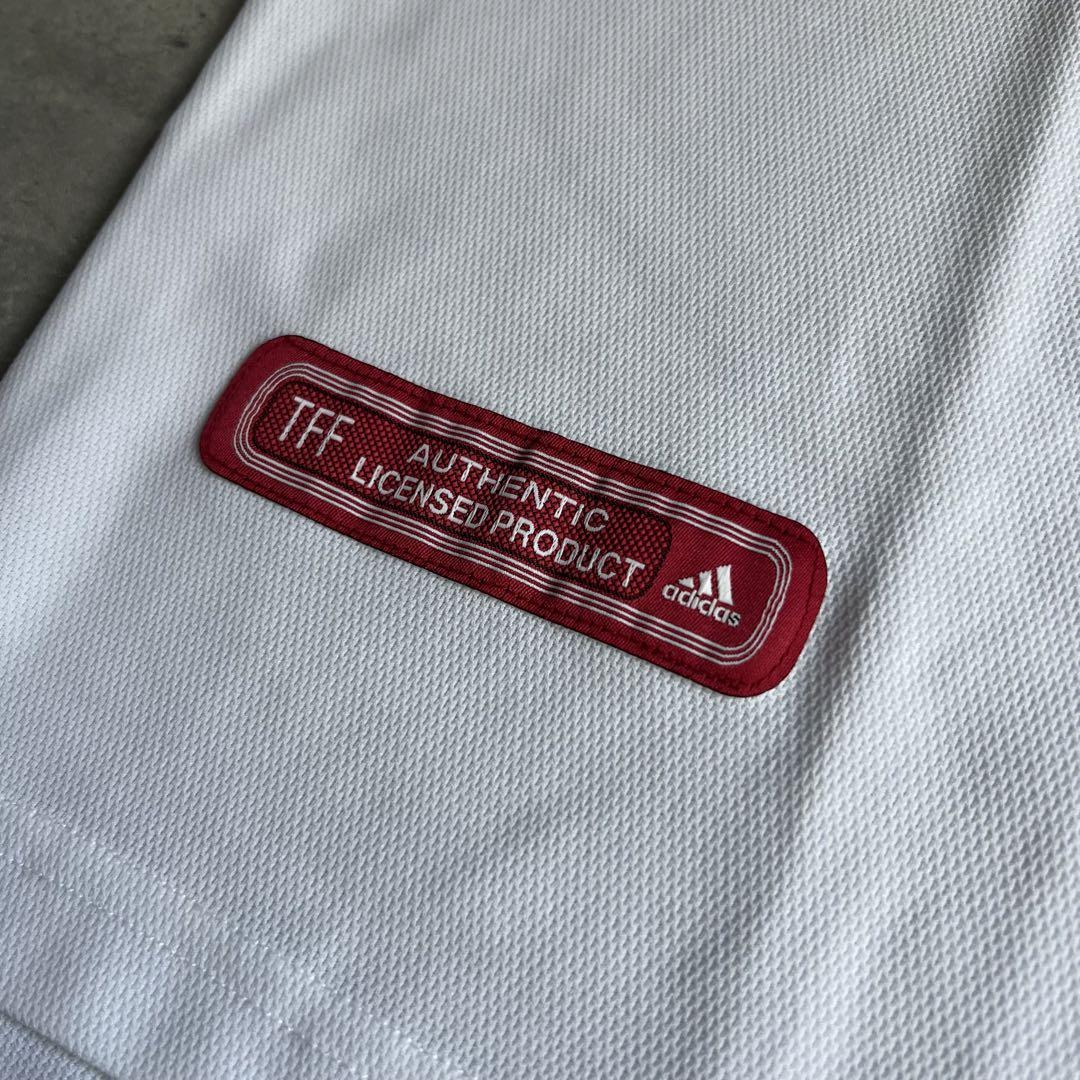 TFF
AUTHENTIC
LICENSED PRODUCT
adidas